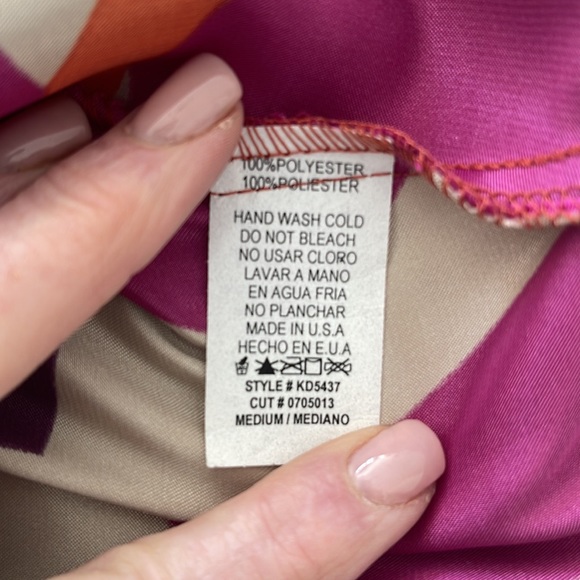 100%POLYESTER
100%POLIESTER
HAND WASH COLD
DO NOT BLEACH
NO USAR CLORO
LAVAR A MANO
EN AGUA FRIA
NO PLANCHAR
MADE IN U.S.A
HECHO EN E.U.A
STYLE # KD5437
CUT # 0705013
MEDIUM / MEDIANO